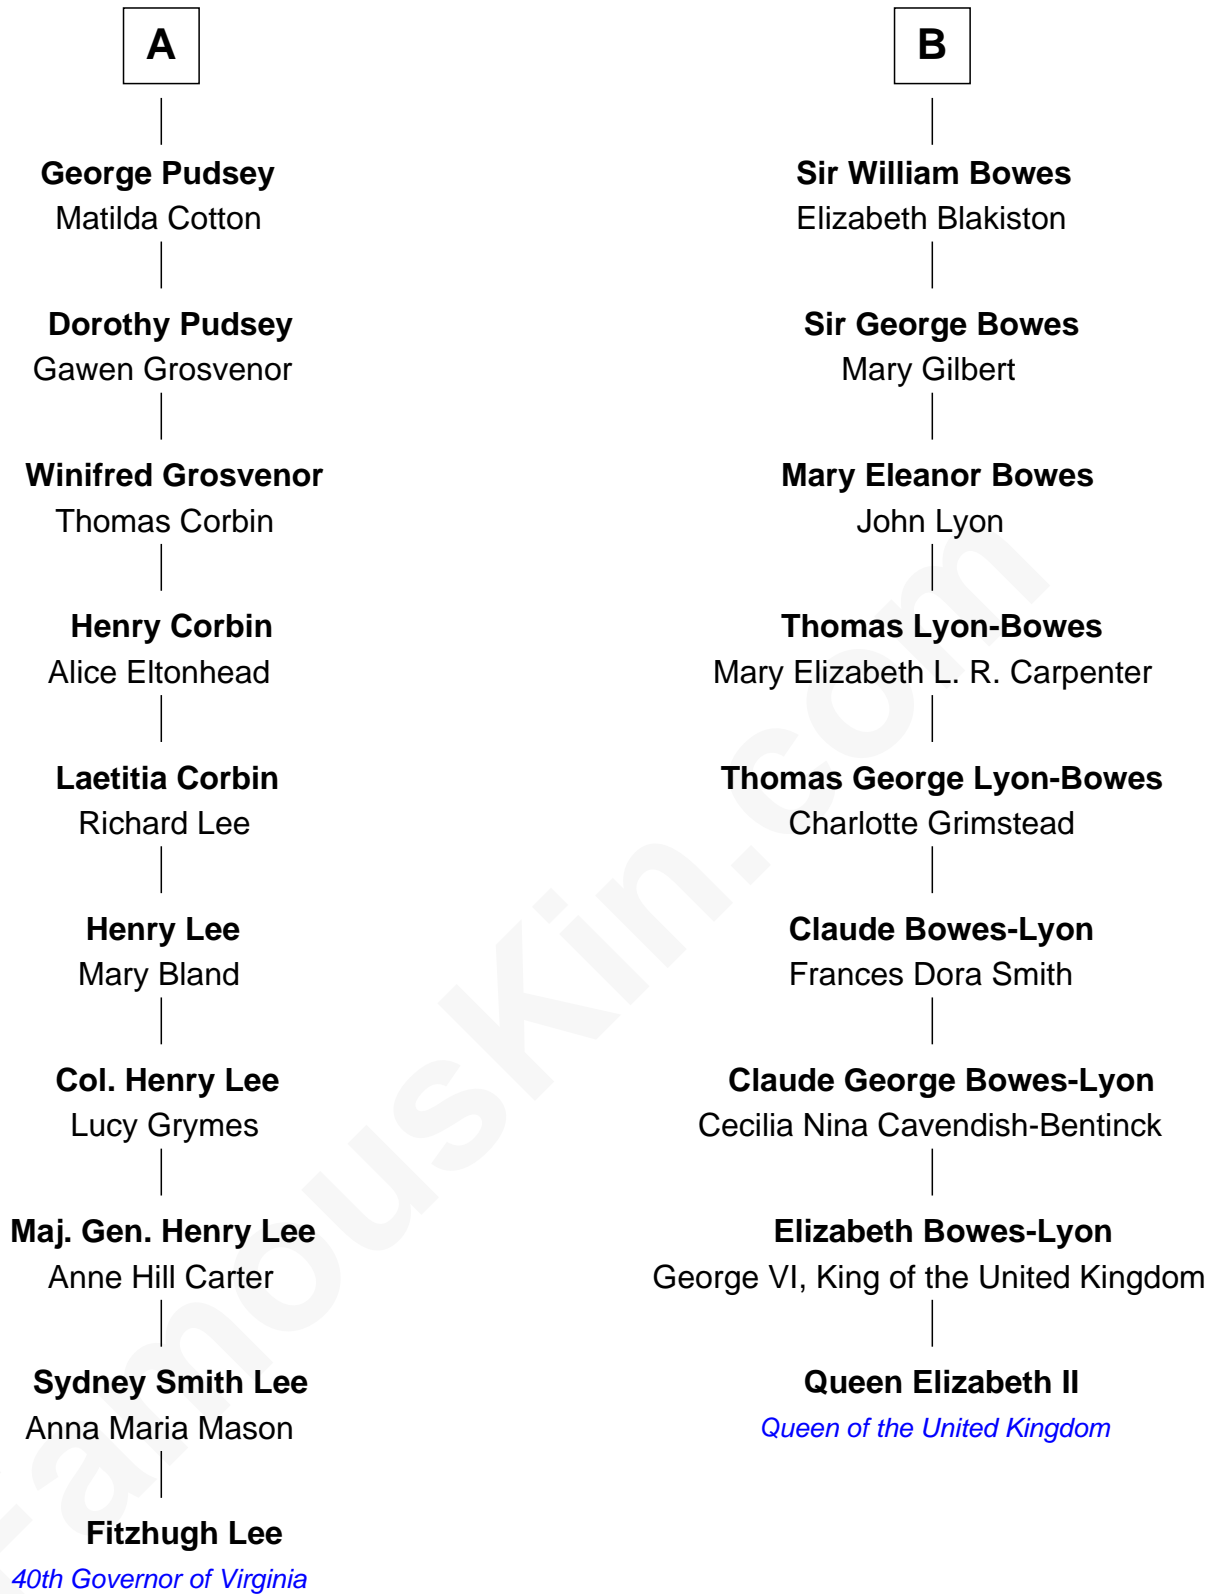 A
George Pudsey
Matilda Cotton
Dorothy Pudsey
Gawen Grosvenor
Winifred Grosvenor
Thomas Corbin
Henry Corbin
Alice Eltonhead
Laetitia Corbin
Richard Lee
Henry Lee
Mary Bland
Col. Henry Lee
Lucy Grymes
Maj. Gen. Henry Lee
Anne Hill Carter
Sydney Smith Lee
Anna Maria Mason
Fitzhugh Lee
40th Governor of Virginia
B
Sir William Bowes
Elizabeth Blakiston
Sir George Bowes
Mary Gilbert
Mary Eleanor Bowes
John Lyon
Thomas Lyon-Bowes
Mary Elizabeth L. R. Carpenter
Thomas George Lyon-Bowes
Charlotte Grimstead
Claude Bowes-Lyon
Frances Dora Smith
Claude George Bowes-Lyon
Cecilia Nina Cavendish-Bentinck
Elizabeth Bowes-Lyon
George VI, King of the United Kingdom
Queen Elizabeth II
Queen of the United Kingdom
FamousKin.com